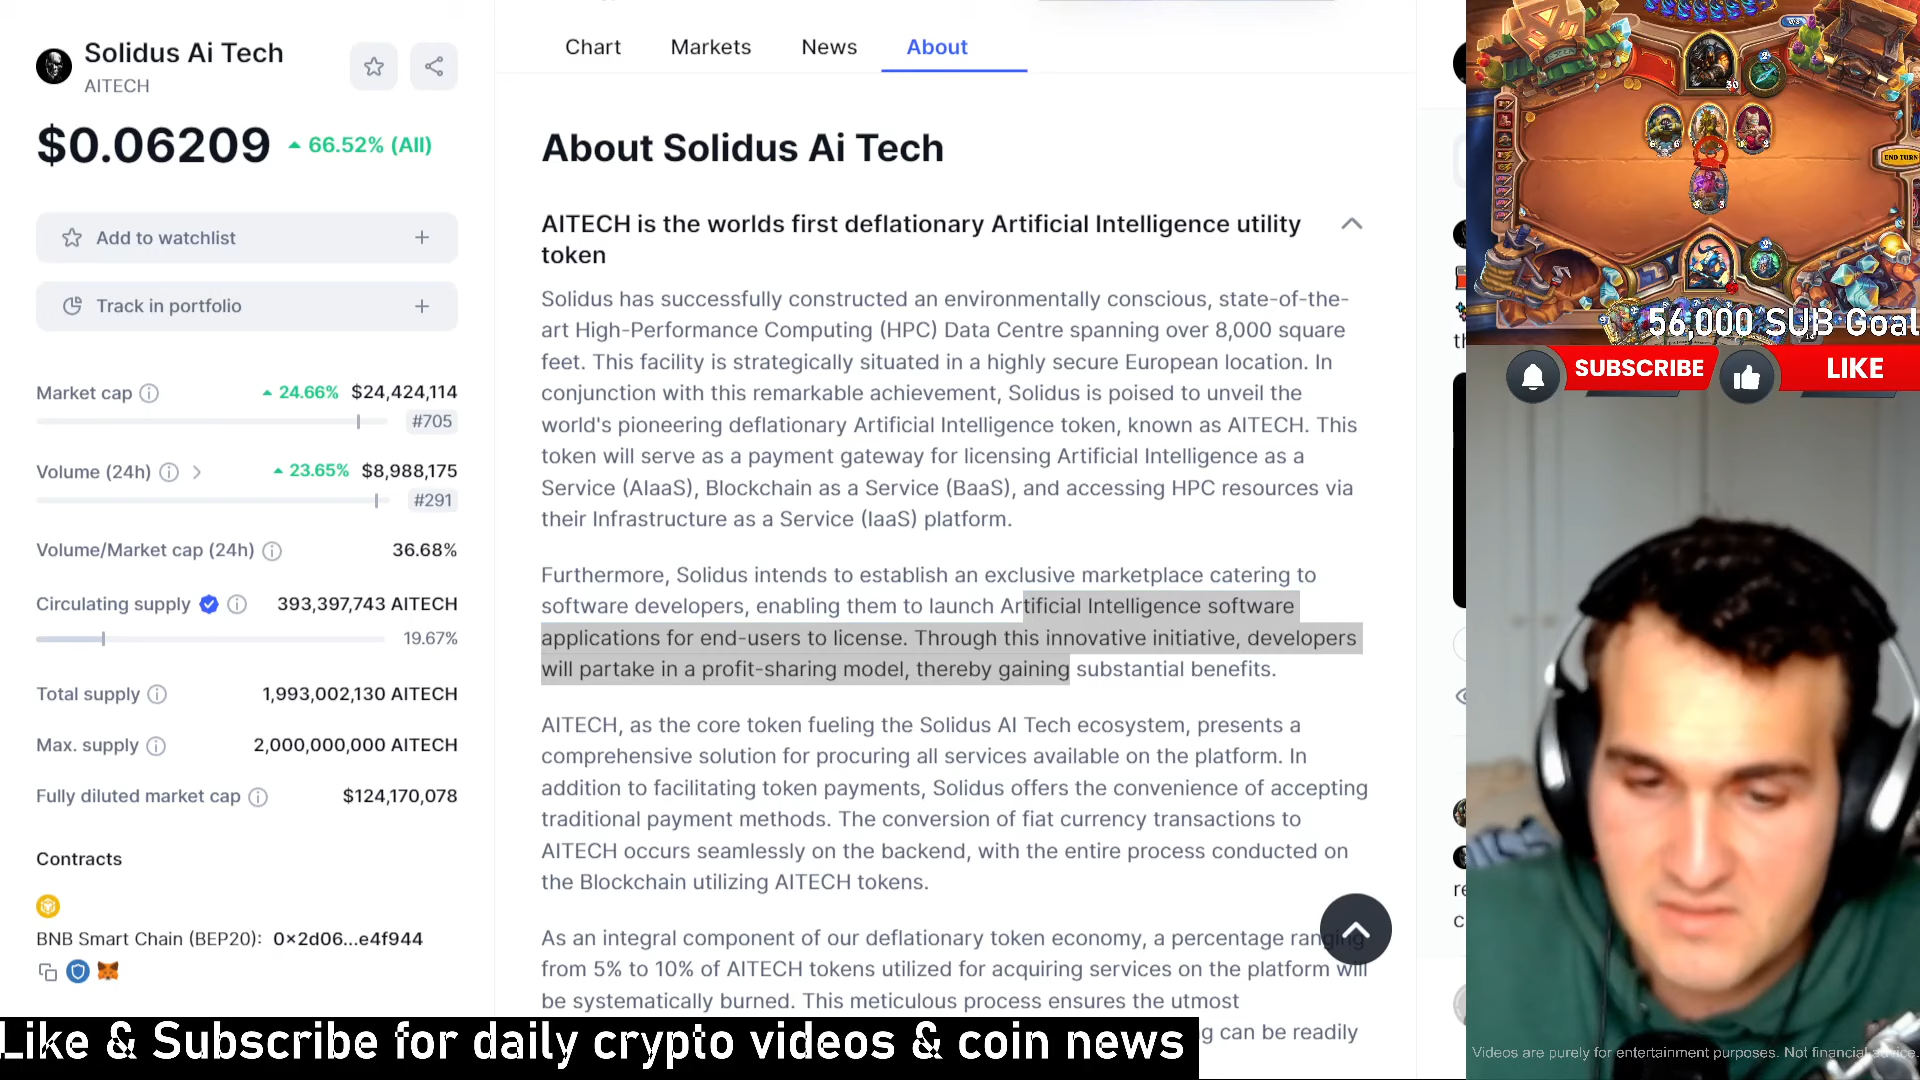 Solidus Ai Tech
AITECH
$0.06209
66.52% (All)
Add to watchlist
Track in portfolio
Market cap
24.66% $24,424,114
#705
Volume (24h)
23.65% $8,988,175
#291
Volume/Market cap (24h)
36.68%
Circulating supply
393,397,743 AITECH
19.67%
Total supply
1,993,002,130 AITECH
Max. supply
2,000,000,000 AITECH
Fully diluted market cap
$124,170,078
Contracts
BNB Smart Chain (BEP20): 0x2d06...e4f944
Chart Markets News About
About Solidus Ai Tech
AITECH is the worlds first deflationary Artificial Intelligence utility
token
Solidus has successfully constructed an environmentally conscious, state-of-the-
art High-Performance Computing (HPC) Data Centre spanning over 8,000 square
feet. This facility is strategically situated in a highly secure European location. In
conjunction with this remarkable achievement, Solidus is poised to unveil the
world's pioneering deflationary Artificial Intelligence token, known as AITECH. This
token will serve as a payment gateway for licensing Artificial Intelligence as a
Service (AIaaS), Blockchain as a Service (BaaS), and accessing HPC resources via
their Infrastructure as a Service (IaaS) platform.
Furthermore, Solidus intends to establish an exclusive marketplace catering to
software developers, enabling them to launch Artificial Intelligence software
applications for end-users to license. Through this innovative initiative, developers
will partake in a profit-sharing model, thereby gaining substantial benefits.
AITECH, as the core token fueling the Solidus AI Tech ecosystem, presents a
comprehensive solution for procuring all services available on the platform. In
addition to facilitating token payments, Solidus offers the convenience of accepting
traditional payment methods. The conversion of fiat currency transactions to
AITECH occurs seamlessly on the backend, with the entire process conducted on
the Blockchain utilizing AITECH tokens.
As an integral component of our deflationary token economy, a percentage ranging
from 5% to 10% of AITECH tokens utilized for acquiring services on the platform will
be systematically burned. This meticulous process ensures the utmost
g can be readily
END TURN
30
56,000 SUB Goal
SUBSCRIBE
LIKE
Like & Subscribe for daily crypto videos & coin news
Videos are purely for entertainment purposes. Not financial advice.